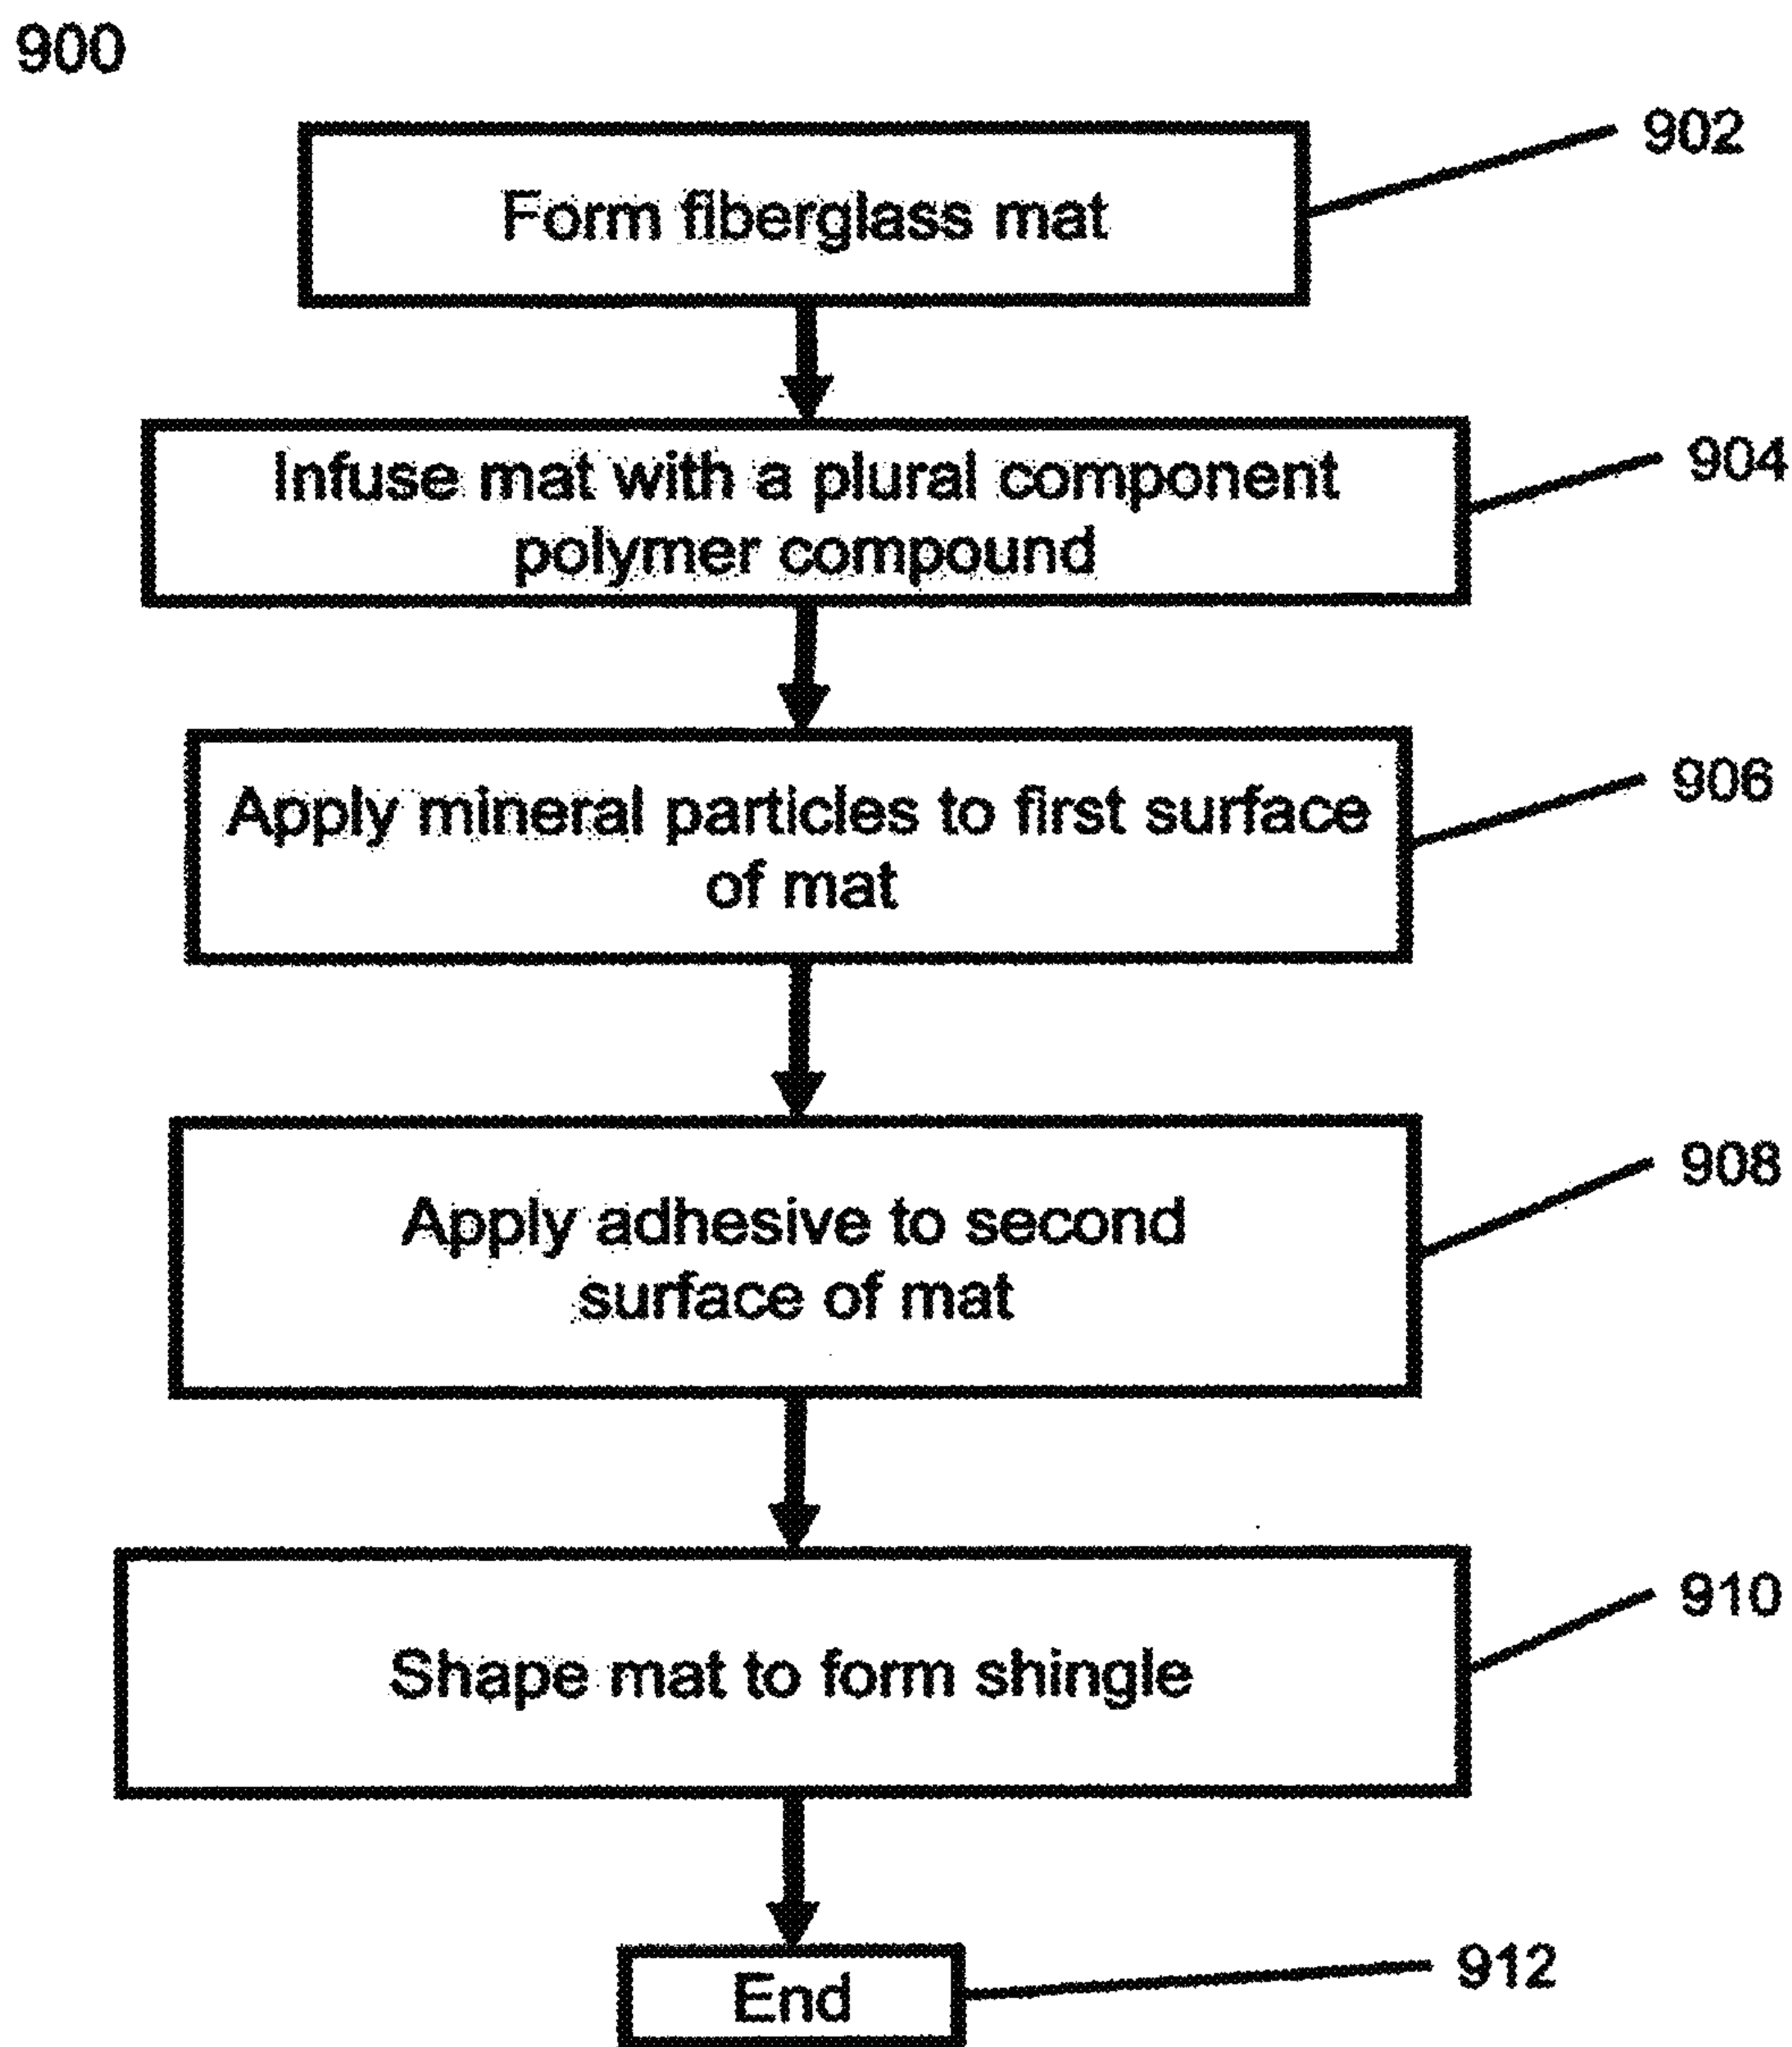 900
Form fiberglass mat
902
Infuse mat with a plural component
polymer compound
904
Apply mineral particles to first surface
of mat
906
Apply adhesive to second
surface of mat
908
Shape mat to form shingle
910
End
912